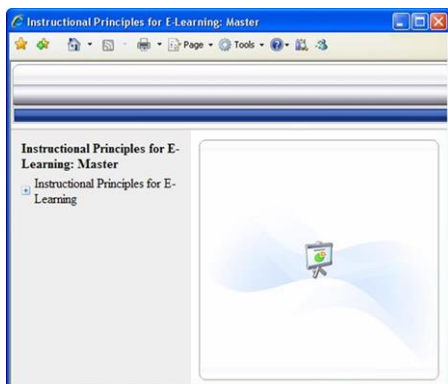 Instructional Principles for E-Learning: Master
Page Tools
Instructional Principles for E-
Learning: Master
Instructional Principles for E-
Learning